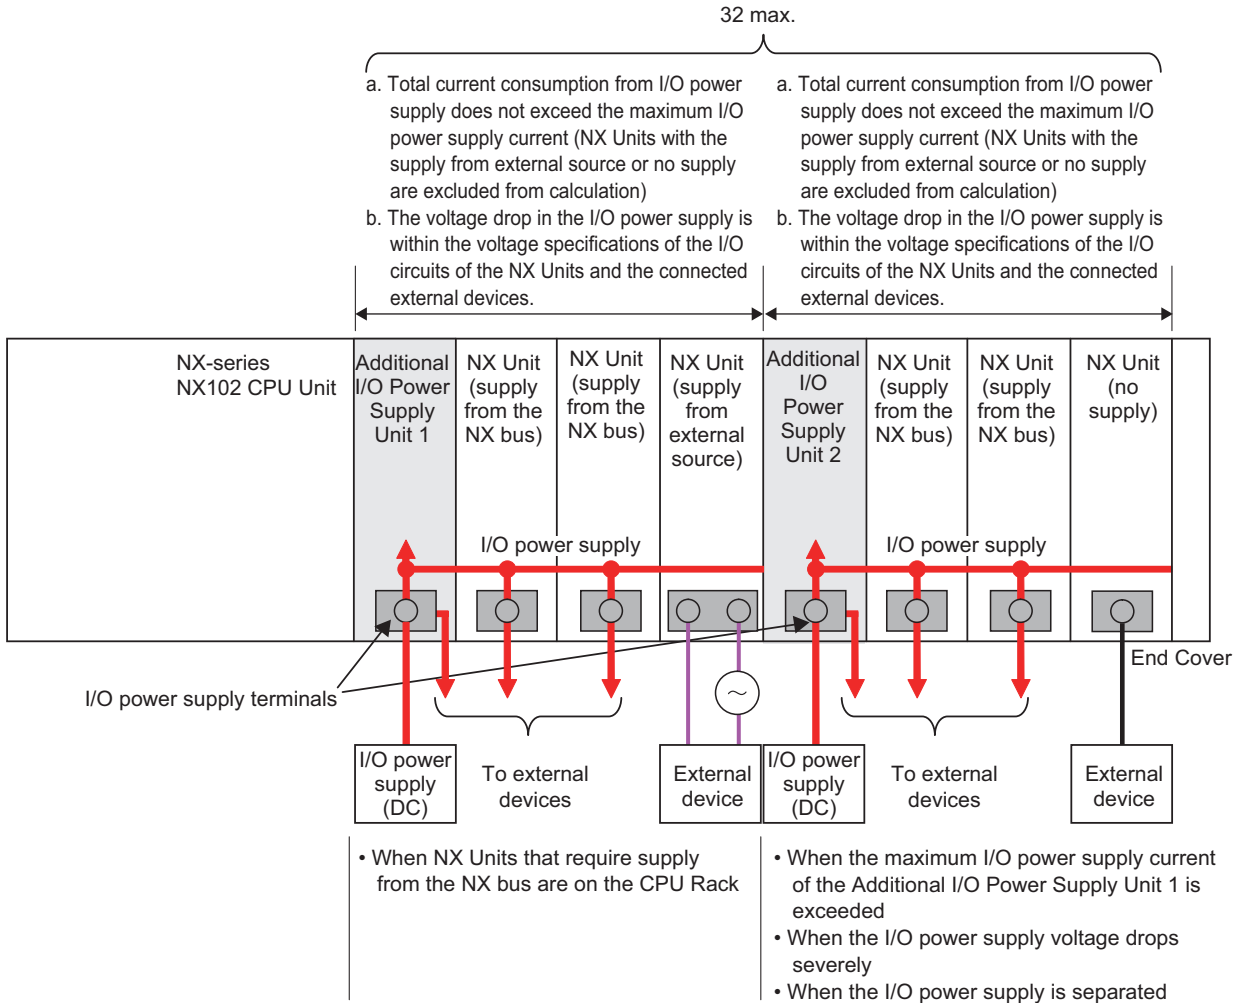 32 max.
a. Total current consumption from I/O power
supply does not exceed the maximum I/O
power supply current (NX Units with the
supply from external source or no supply
are excluded from calculation)
b. The voltage drop in the I/O power supply is
within the voltage specifications of the I/O
circuits of the NX Units and the connected
external devices.
a. Total current consumption from I/O power
supply does not exceed the maximum I/O
power supply current (NX Units with the
supply from external source or no supply
are excluded from calculation)
b. The voltage drop in the I/O power supply is
within the voltage specifications of the I/O
circuits of the NX Units and the connected
external devices.
NX-series
NX102 CPU Unit
Additional
I/O Power
Supply
Unit 1
NX Unit
(supply
from the
NX bus)
NX Unit
(supply
from the
NX bus)
NX Unit
(supply
from
external
source)
Additional
I/O
Power
Supply
Unit 2
NX Unit
(supply
from the
NX bus)
NX Unit
(supply
from the
NX bus)
NX Unit
(no
supply)
I/O power supply
I/O power supply
End Cover
I/O power supply terminals
I/O power
supply
(DC)
To external
devices
External
device
I/O power
supply
(DC)
To external
devices
External
device
• When NX Units that require supply
from the NX bus are on the CPU Rack
• When the maximum I/O power supply current
of the Additional I/O Power Supply Unit 1 is
exceeded
• When the I/O power supply voltage drops
severely
• When the I/O power supply is separated